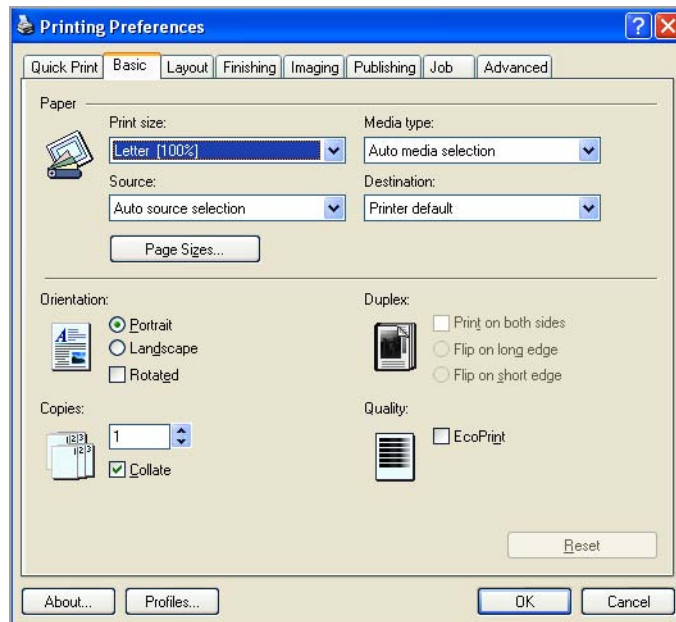 Printing Preferences
Quick Print Basic Layout Finishing Imaging Publishing Job Advanced
Paper
Print size: Media type:
Letter [100%] Auto media selection
Source: Destination:
Auto source selection Printer default
Page Sizes...
Orientation: Duplex:
Portrait Print on both sides
Landscape Flip on long edge
Rotated Flip on short edge
Copies: Quality:
1 EcoPrint
Collate
Reset
About... Profiles... OK Cancel